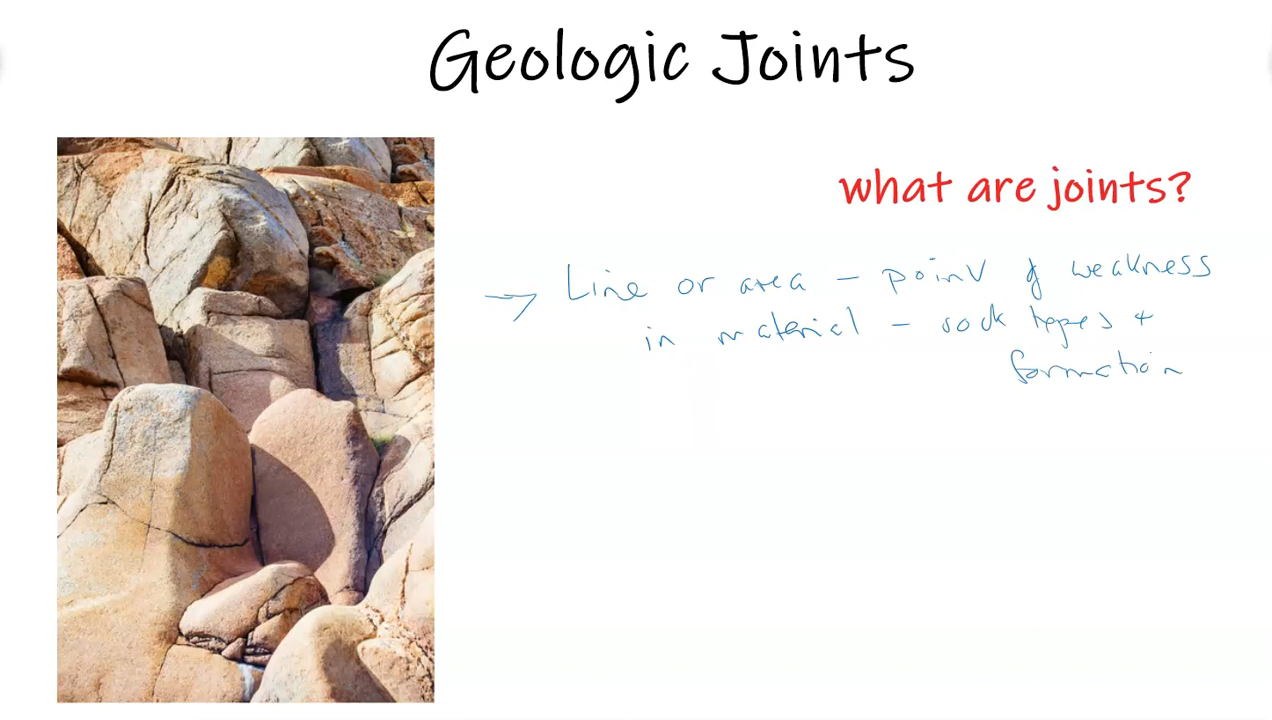 Geologic Joints
what are joints?
→ Line or area – point of weakness
in material – rock types +
formation